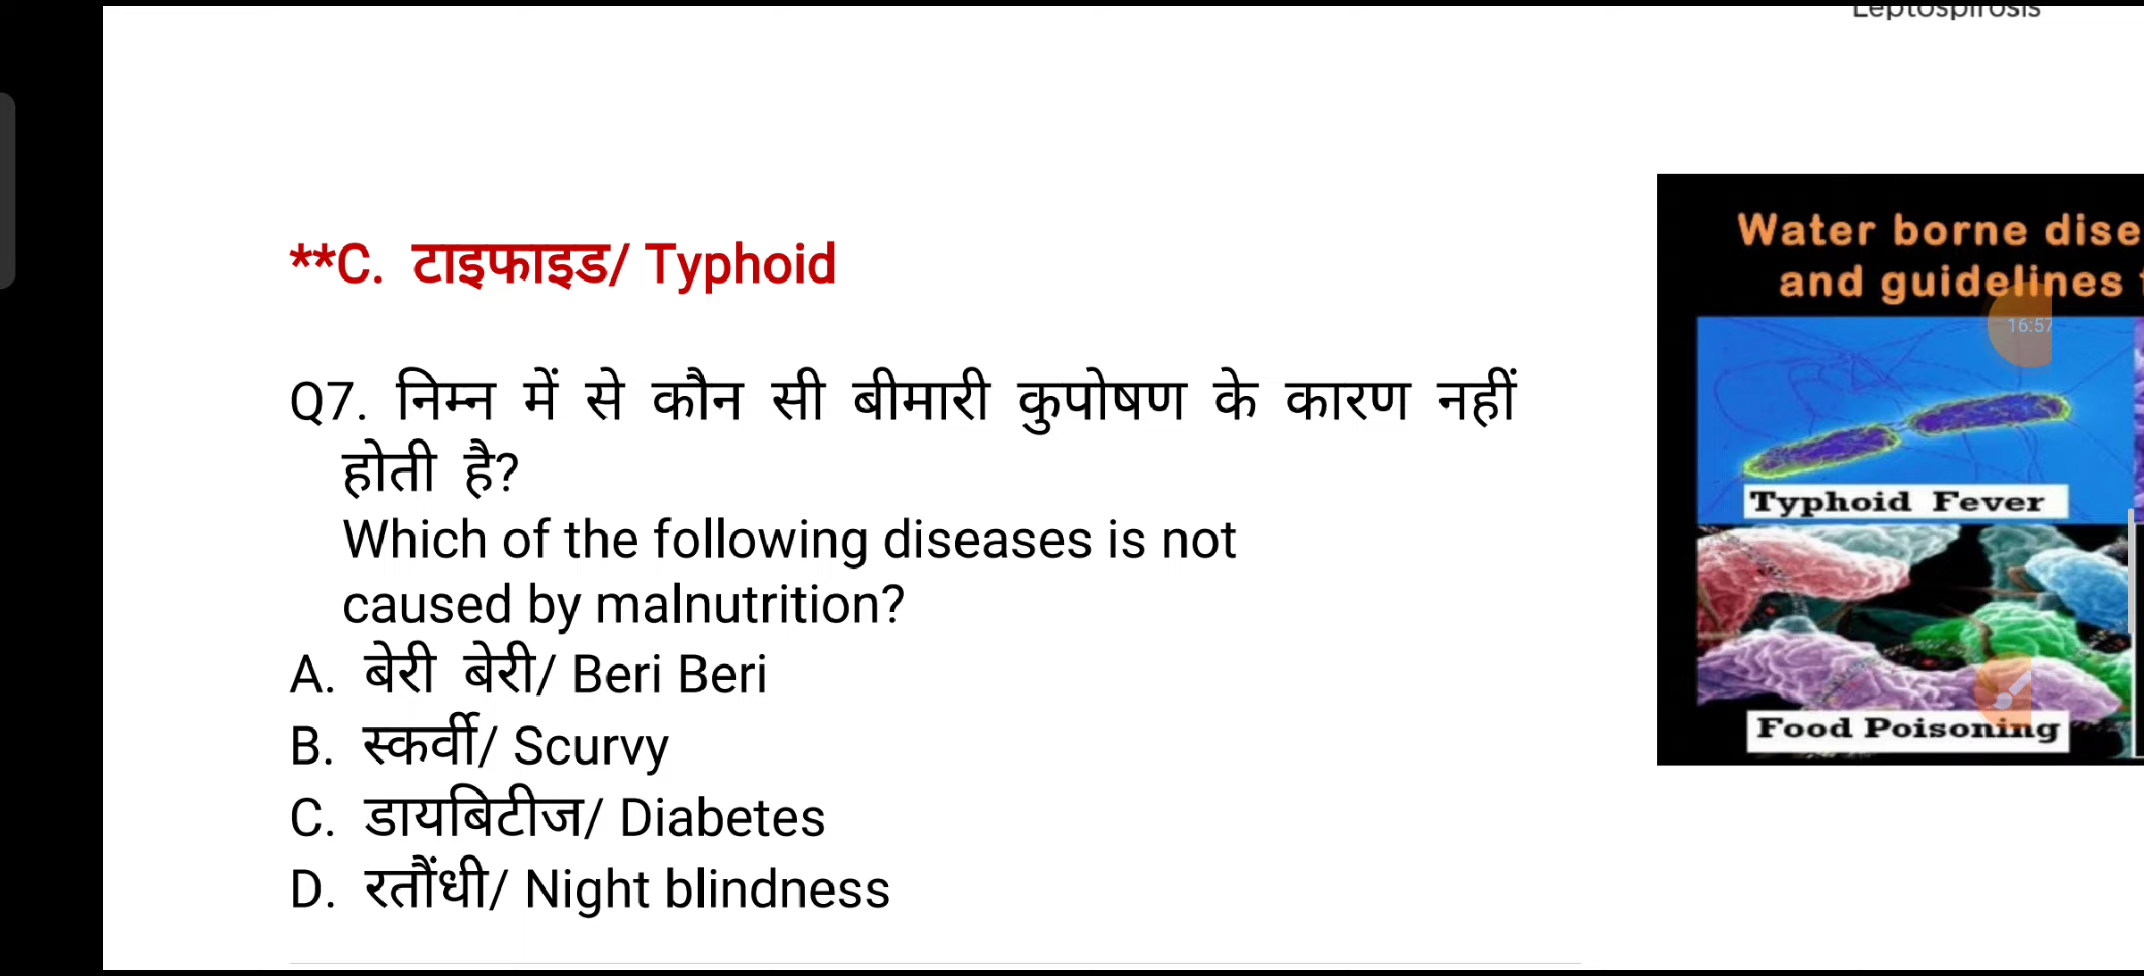 Leptospirosis
**C. टाइफाइड/ Typhoid
Q7. निम्न में से कौन सी बीमारी कुपोषण के कारण नहीं
होती है?
Which of the following diseases is not
caused by malnutrition?
A. बेरी बेरी/ Beri Beri
B. स्कर्वी/ Scurvy
C. डायबिटीज/ Diabetes
D. रतौंधी/ Night blindness
Water borne dise
and guidelines
16:57
Typhoid Fever
Food Poisoning